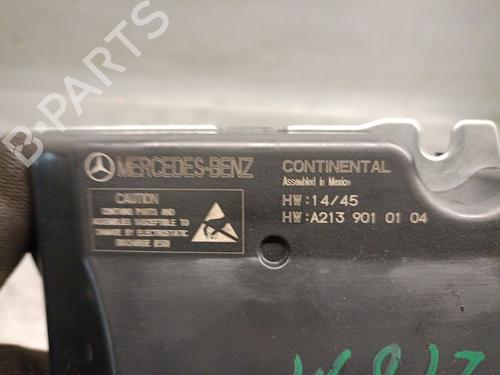 MERCEDES-BENZ
CONTINENTAL
Assembled in Mexico
HW:14/45
HW:A213 901 01 04
CAUTION
CONTAINS PARTS AND
ASSEMBLIES SUSCEPTIBLE TO
DAMAGE BY ELECTROSTATIC
DISCHARGE (ESD)
B-PARTS